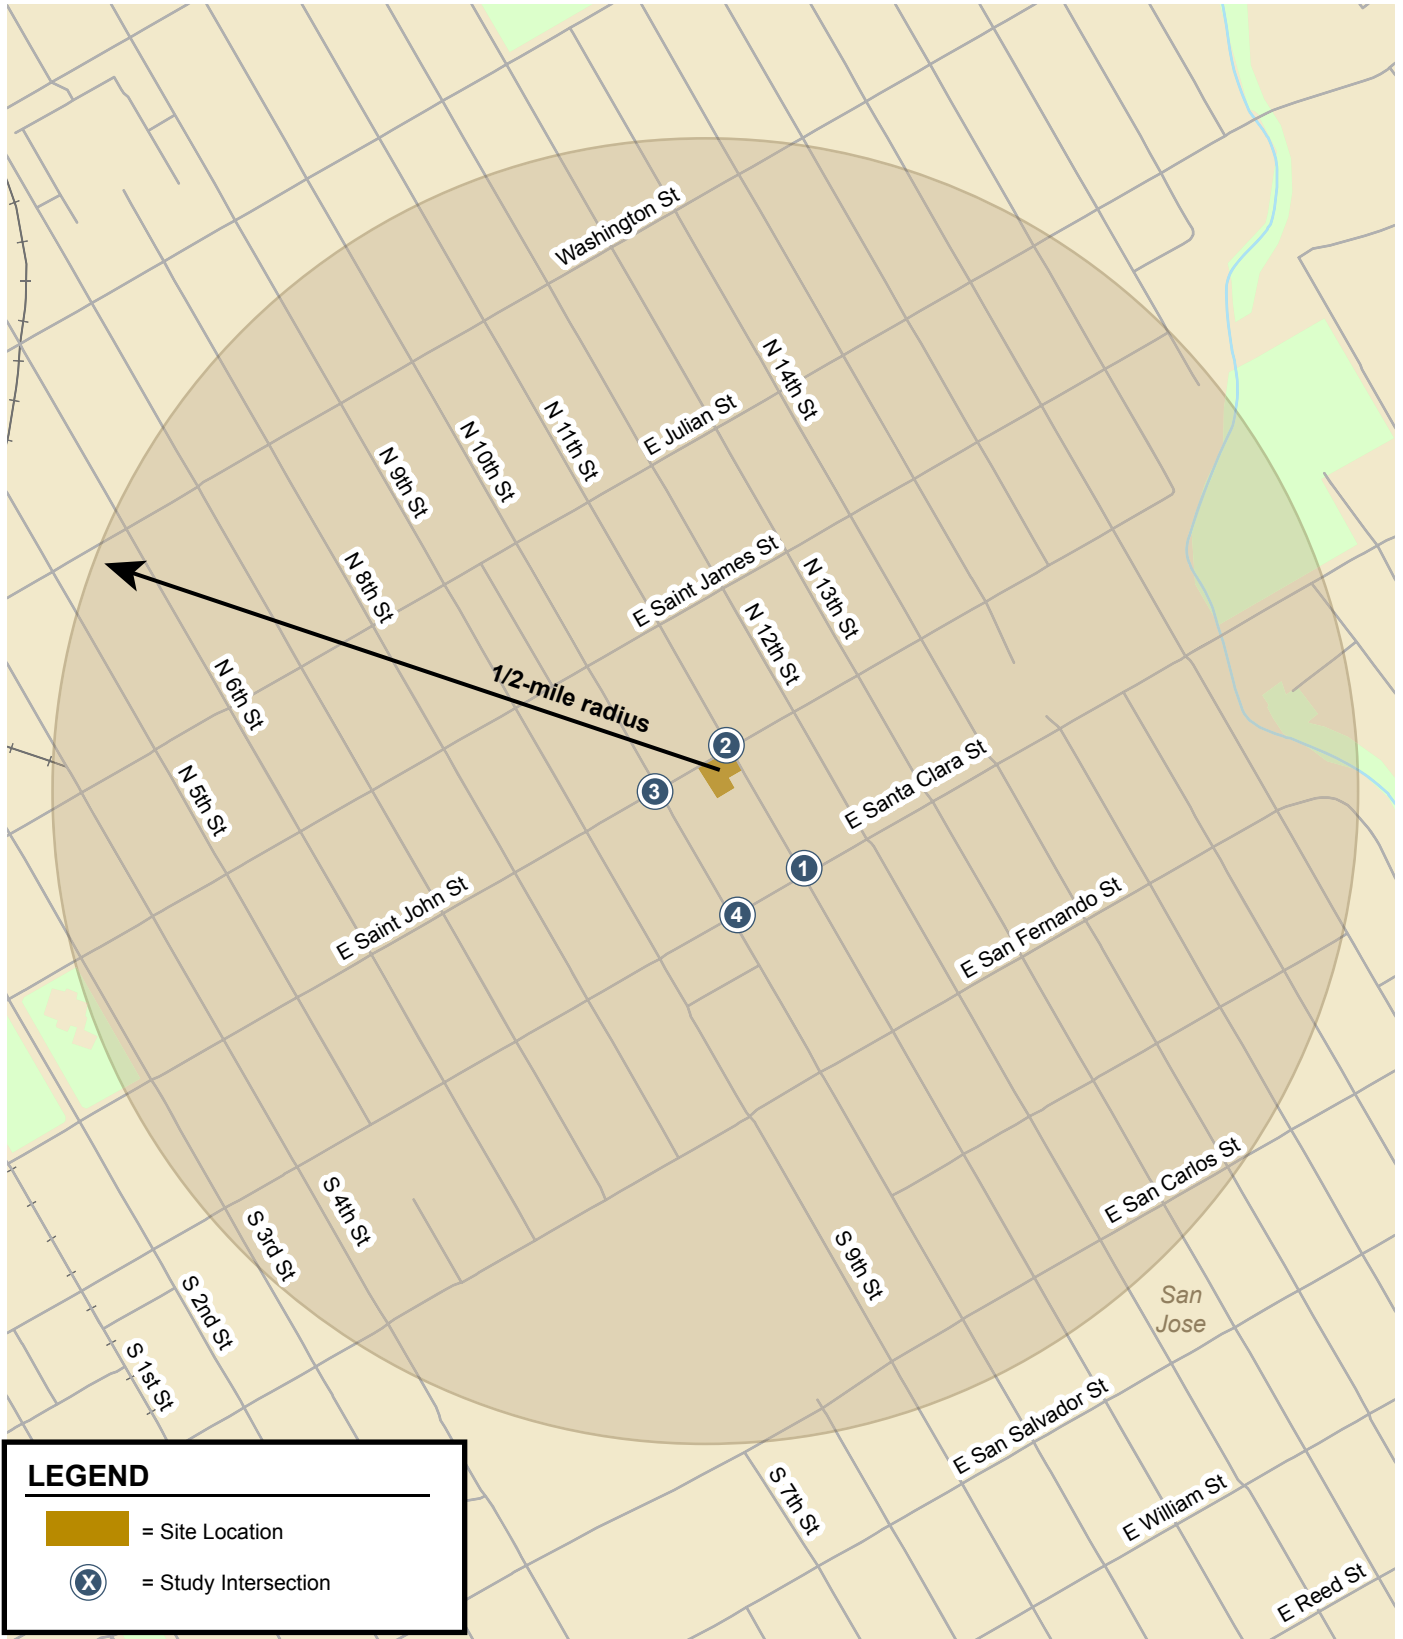 Washington St
N 14th St
E Julian St
N 11th St
N 10th St
N 9th St
E Saint James St
N 8th St
N 13th St
N 12th St
N 6th St
1/2-mile radius
2
N 5th St
3
E Santa Clara St
1
4
E Saint John St
E San Fernando St
E San Carlos St
S 4th St
S 3rd St
S 9th St
S 2nd St
San
Jose
S 1st St
E San Salvador St
S 7th St
E William St
E Reed St
LEGEND
= Site Location
X = Study Intersection